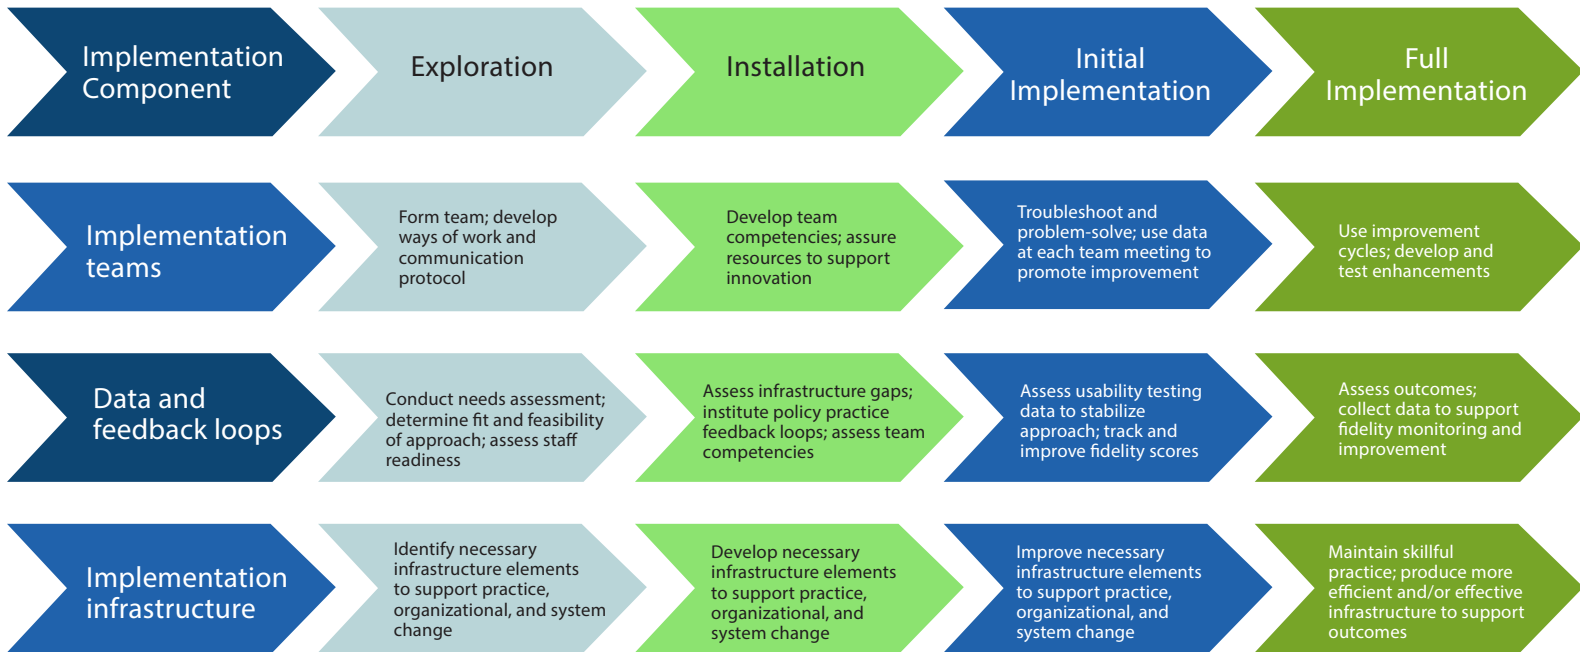 Implementation
Component
Exploration
Installation
Initial
Implementation
Full
Implementation
Implementation
teams
Form team; develop
ways of work and
communication
protocol
Develop team
competencies; assure
resources to support
innovation
Troubleshoot and
problem-solve; use data
at each team meeting to
promote improvement
Use improvement
cycles; develop and
test enhancements
Data and
feedback loops
Conduct needs assessment;
determine fit and feasibility
of approach; assess staff
readiness
Assess infrastructure gaps;
institute policy practice
feedback loops; assess team
competencies
Assess usability testing
data to stabilize
approach; track and
improve fidelity scores
Assess outcomes;
collect data to support
fidelity monitoring and
improvement
Implementation
infrastructure
Identify necessary
infrastructure elements
to support practice,
organizational, and system
change
Develop necessary
infrastructure elements
to support practice,
organizational, and
system change
Improve necessary
infrastructure elements
to support practice,
organizational, and
system change
Maintain skillful
practice; produce more
efficient and/or effective
infrastructure to support
outcomes